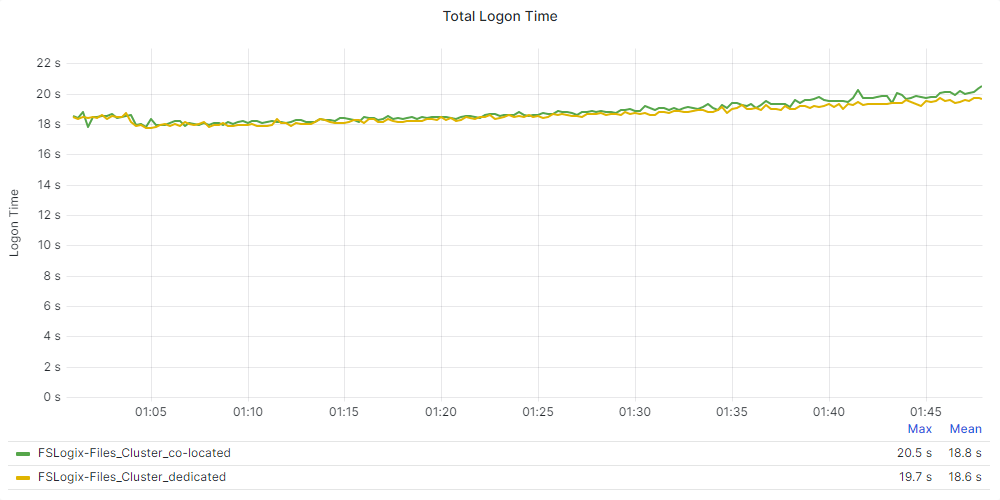 Total Logon Time
Logon Time
22 s
20 s
18 s
16 s
14 s
12 s
10 s
8 s
6 s
4 s
2 s
0 s
01:05 01:10 01:15 01:20 01:25 01:30 01:35 01:40 01:45
Max Mean
FSLogix-Files_Cluster_co-located 20.5 s 18.8 s
FSLogix-Files_Cluster_dedicated 19.7 s 18.6 s